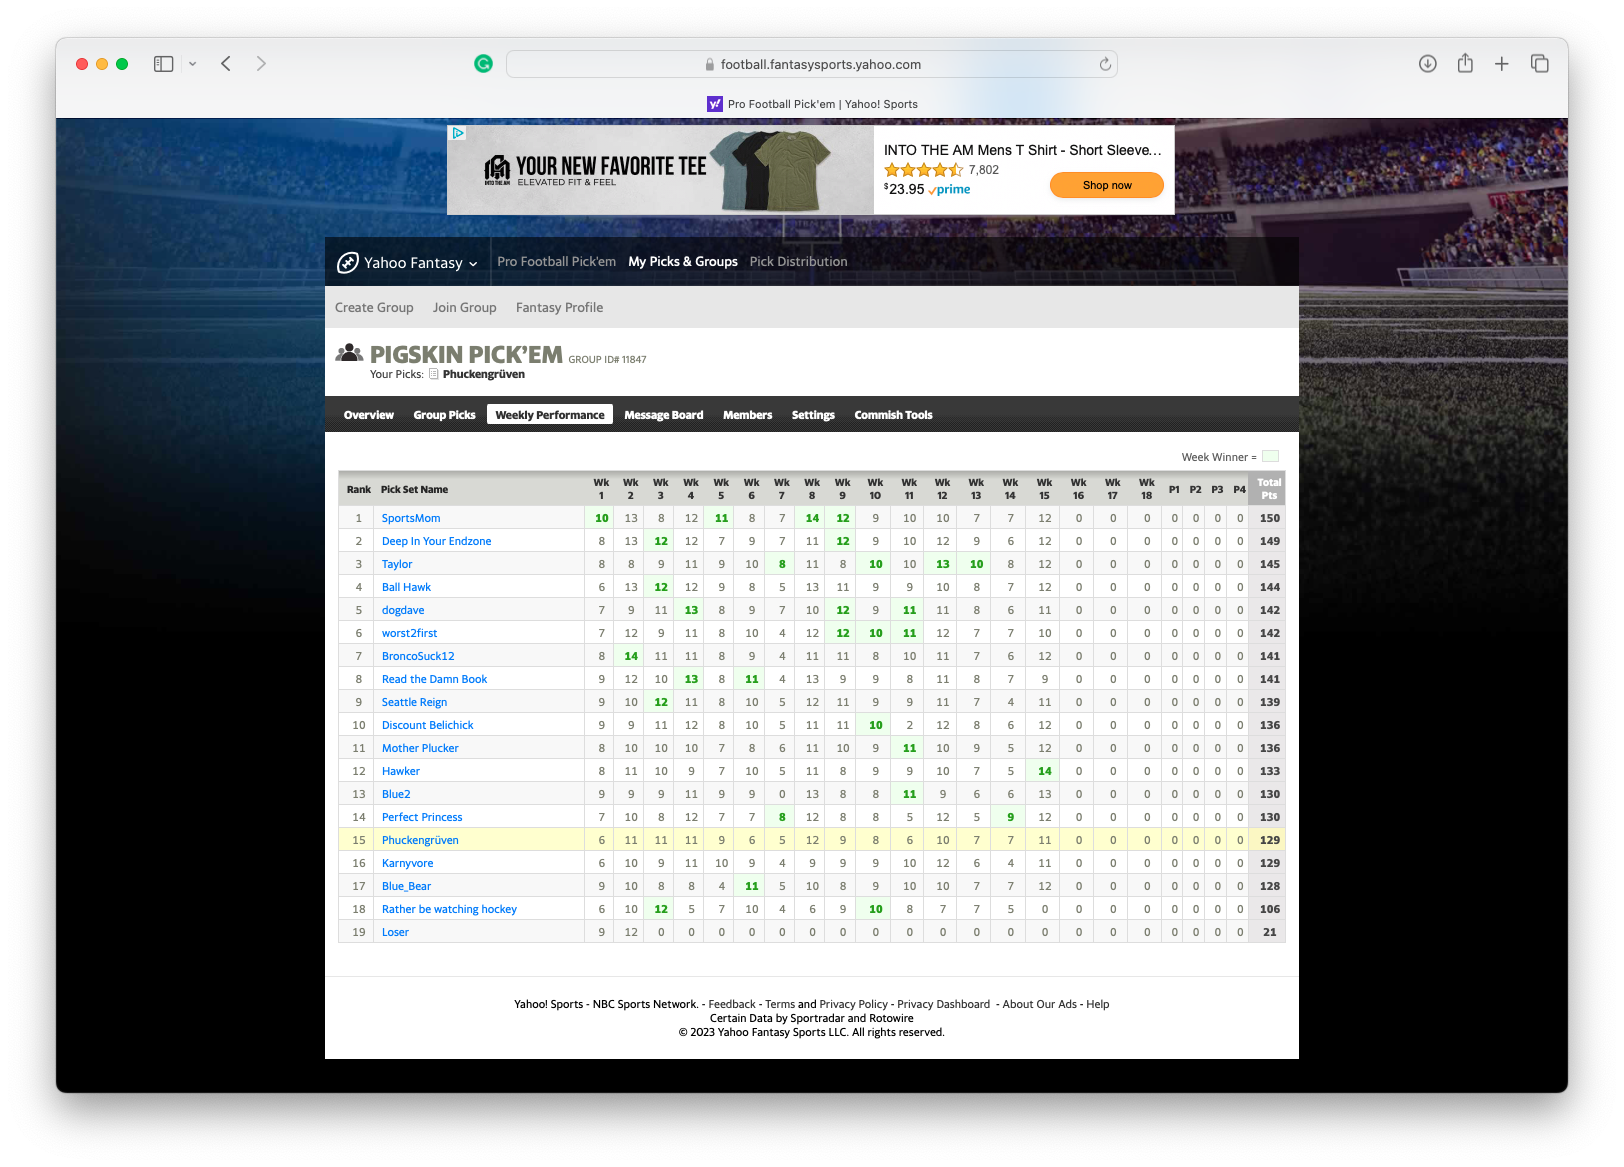 football.fantasysports.yahoo.com
y! Pro Football Pick'em | Yahoo! Sports
INTO THE AM
YOUR NEW FAVORITE TEE
ELEVATED FIT & FEEL
INTO THE AM Mens T Shirt - Short Sleeve...
7,802
$23.95 prime
Shop now
Yahoo Fantasy Pro Football Pick'em My Picks & Groups Pick Distribution
Create Group Join Group Fantasy Profile
PIGSKIN PICK'EM GROUP ID# 11847
Your Picks: Phuckengrüven
Overview Group Picks Weekly Performance Message Board Members Settings Commish Tools
Week Winner =
Rank Pick Set Name Wk 1 Wk 2 Wk 3 Wk 4 Wk 5 Wk 6 Wk 7 Wk 8 Wk 9 Wk 10 Wk 11 Wk 12 Wk 13 Wk 14 Wk 15 Wk 16 Wk 17 Wk 18 P1 P2 P3 P4 Total Pts
1 SportsMom 10 13 8 12 11 8 7 14 12 9 10 10 7 7 12 0 0 0 0 0 0 0 150
2 Deep In Your Endzone 8 13 12 12 7 9 7 11 12 9 10 12 9 6 12 0 0 0 0 0 0 0 149
3 Taylor 8 8 9 11 9 10 8 11 8 10 10 13 10 8 12 0 0 0 0 0 0 0 145
4 Ball Hawk 6 13 12 12 9 8 5 13 11 9 9 10 8 7 12 0 0 0 0 0 0 0 144
5 dogdave 7 9 11 13 8 9 7 10 12 9 11 11 8 6 11 0 0 0 0 0 0 0 142
6 worst2first 7 12 9 11 8 10 4 12 12 10 11 12 7 7 10 0 0 0 0 0 0 0 142
7 BroncoSuck12 8 14 11 11 8 9 4 11 11 8 10 11 7 6 12 0 0 0 0 0 0 0 141
8 Read the Damn Book 9 12 10 13 8 11 4 13 9 9 8 11 8 7 9 0 0 0 0 0 0 0 141
9 Seattle Reign 9 10 12 11 8 10 5 12 11 9 9 11 7 4 11 0 0 0 0 0 0 0 139
10 Discount Belichick 9 9 11 12 8 10 5 11 11 10 2 12 8 6 12 0 0 0 0 0 0 0 136
11 Mother Plucker 8 10 10 10 7 8 6 11 10 9 11 10 9 5 12 0 0 0 0 0 0 0 136
12 Hawker 8 11 10 9 7 10 5 11 8 9 9 10 7 5 14 0 0 0 0 0 0 0 133
13 Blue2 9 9 9 11 9 9 0 13 8 8 11 9 6 6 13 0 0 0 0 0 0 0 130
14 Perfect Princess 7 10 8 12 7 7 8 12 8 8 5 12 5 9 12 0 0 0 0 0 0 0 130
15 Phuckengrüven 6 11 11 11 9 6 5 12 9 8 6 10 7 7 11 0 0 0 0 0 0 0 129
16 Karnyvore 6 10 9 11 10 9 4 9 9 9 10 12 6 4 11 0 0 0 0 0 0 0 129
17 Blue_Bear 9 10 8 8 4 11 5 10 8 9 10 10 7 7 12 0 0 0 0 0 0 0 128
18 Rather be watching hockey 6 10 12 5 7 10 4 6 9 10 8 7 7 5 0 0 0 0 0 0 0 0 106
19 Loser 9 12 0 0 0 0 0 0 0 0 0 0 0 0 0 0 0 0 0 0 0 0 21
Yahoo! Sports - NBC Sports Network. - Feedback - Terms and Privacy Policy - Privacy Dashboard - About Our Ads - Help
Certain Data by Sportradar and Rotowire
© 2023 Yahoo Fantasy Sports LLC. All rights reserved.